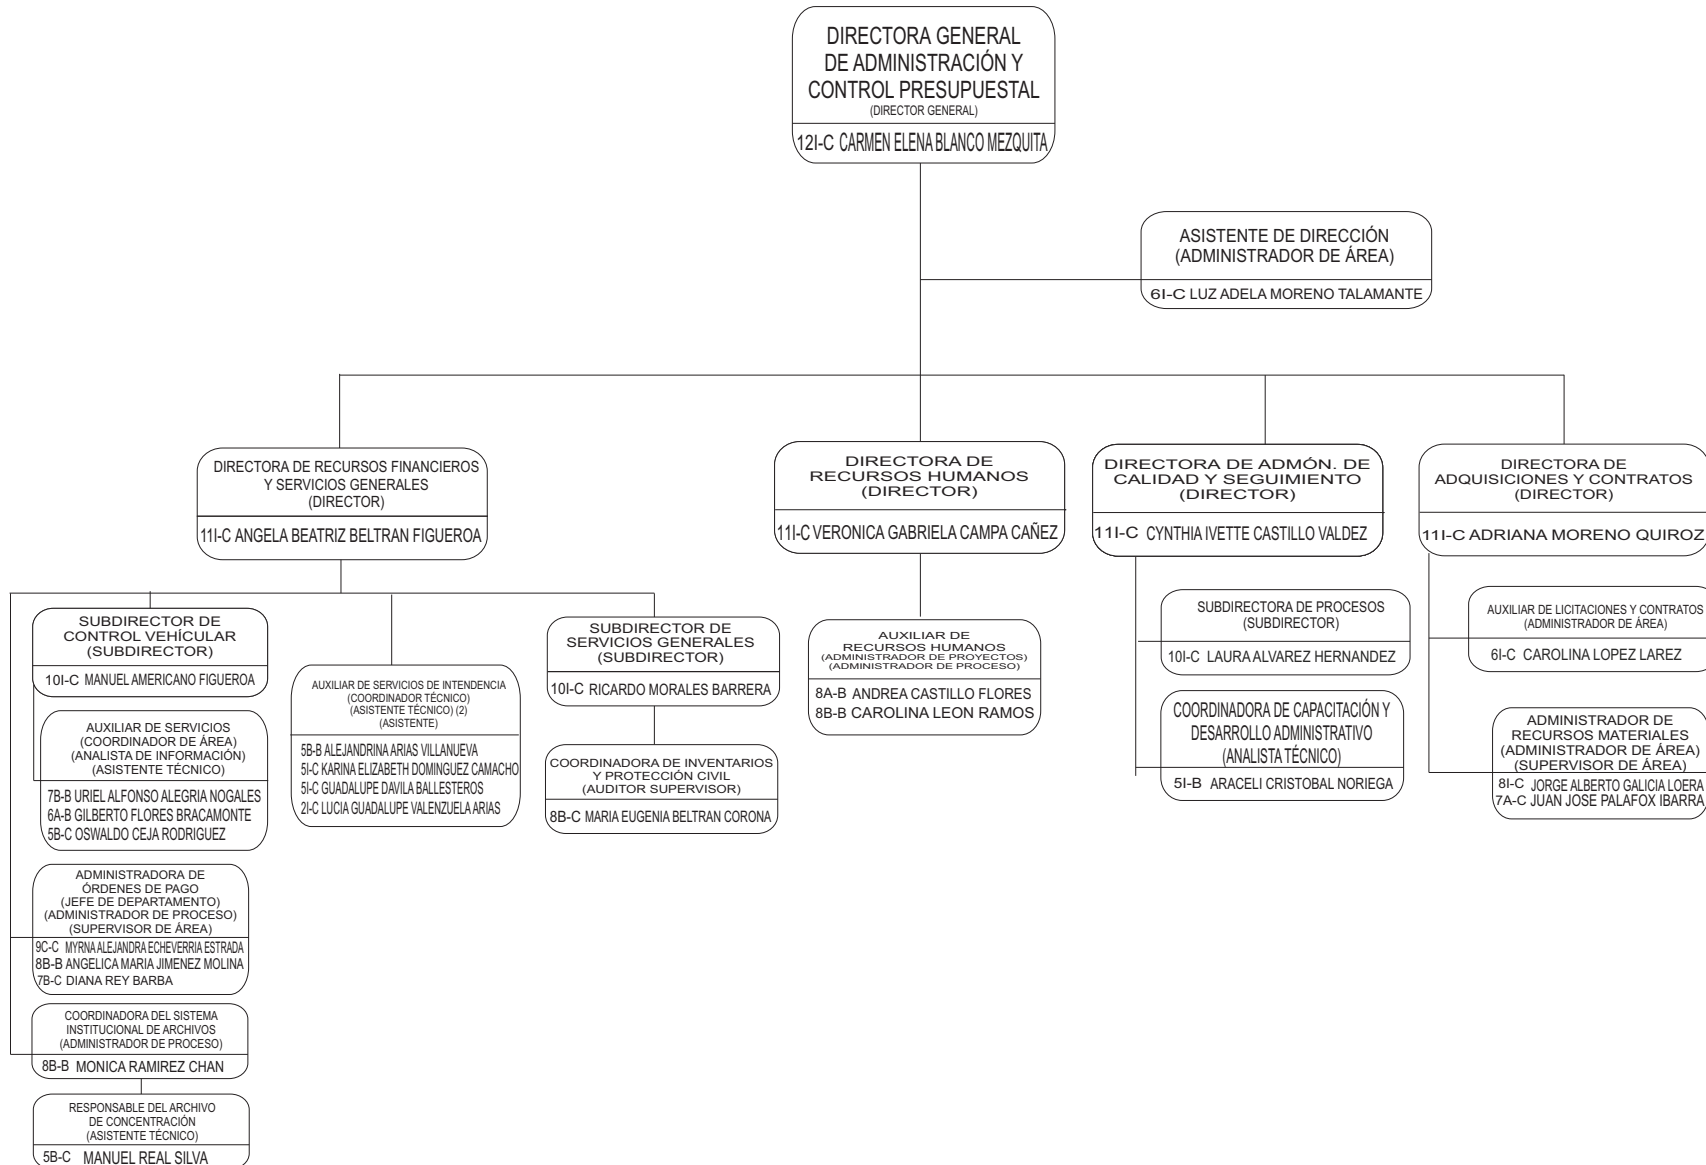 DIRECTORA GENERAL
DE ADMINISTRACIÓN Y
CONTROL PRESUPUESTAL
(DIRECTOR GENERAL)
12I-C CARMEN ELENA BLANCO MEZQUITA
ASISTENTE DE DIRECCIÓN
(ADMINISTRADOR DE ÁREA)
6I-C LUZ ADELA MORENO TALAMANTE
DIRECTORA DE RECURSOS FINANCIEROS
Y SERVICIOS GENERALES
(DIRECTOR)
11I-C ANGELA BEATRIZ BELTRAN FIGUEROA
DIRECTORA DE
RECURSOS HUMANOS
(DIRECTOR)
11I-C VERONICA GABRIELA CAMPA CAÑEZ
DIRECTORA DE ADMÓN. DE
CALIDAD Y SEGUIMIENTO
(DIRECTOR)
11I-C CYNTHIA IVETTE CASTILLO VALDEZ
DIRECTORA DE
ADQUISICIONES Y CONTRATOS
(DIRECTOR)
11I-C ADRIANA MORENO QUIROZ
SUBDIRECTOR DE
CONTROL VEHÍCULAR
(SUBDIRECTOR)
10I-C MANUEL AMERICANO FIGUEROA
AUXILIAR DE SERVICIOS
(COORDINADOR DE ÁREA)
(ANALISTA DE INFORMACIÓN)
(ASISTENTE TÉCNICO)
7B-B URIEL ALFONSO ALEGRIA NOGALES
6A-B GILBERTO FLORES BRACAMONTE
5B-C OSWALDO CEJA RODRIGUEZ
ADMINISTRADORA DE
ÓRDENES DE PAGO
(JEFE DE DEPARTAMENTO)
(ADMINISTRADOR DE PROCESO)
(SUPERVISOR DE ÁREA)
9C-C MYRNA ALEJANDRA ECHEVERRIA ESTRADA
8B-B ANGELICA MARIA JIMENEZ MOLINA
7B-C DIANA REY BARBA
COORDINADORA DEL SISTEMA
INSTITUCIONAL DE ARCHIVOS
(ADMINISTRADOR DE PROCESO)
8B-B MONICA RAMIREZ CHAN
RESPONSABLE DEL ARCHIVO
DE CONCENTRACIÓN
(ASISTENTE TÉCNICO)
5B-C MANUEL REAL SILVA
AUXILIAR DE SERVICIOS DE INTENDENCIA
(COORDINADOR TÉCNICO)
(ASISTENTE TÉCNICO) (2)
(ASISTENTE)
5B-B ALEJANDRINA ARIAS VILLANUEVA
5I-C KARINA ELIZABETH DOMINGUEZ CAMACHO
5I-C GUADALUPE DAVILA BALLESTEROS
2I-C LUCIA GUADALUPE VALENZUELA ARIAS
SUBDIRECTOR DE
SERVICIOS GENERALES
(SUBDIRECTOR)
10I-C RICARDO MORALES BARRERA
COORDINADORA DE INVENTARIOS
Y PROTECCIÓN CIVIL
(AUDITOR SUPERVISOR)
8B-C MARIA EUGENIA BELTRAN CORONA
AUXILIAR DE
RECURSOS HUMANOS
(ADMINISTRADOR DE PROYECTOS)
(ADMINISTRADOR DE PROCESO)
8A-B ANDREA CASTILLO FLORES
8B-B CAROLINA LEON RAMOS
SUBDIRECTORA DE PROCESOS
(SUBDIRECTOR)
10I-C LAURA ALVAREZ HERNANDEZ
COORDINADORA DE CAPACITACIÓN Y
DESARROLLO ADMINISTRATIVO
(ANALISTA TÉCNICO)
5I-B ARACELI CRISTOBAL NORIEGA
AUXILIAR DE LICITACIONES Y CONTRATOS
(ADMINISTRADOR DE ÁREA)
6I-C CAROLINA LOPEZ LAREZ
ADMINISTRADOR DE
RECURSOS MATERIALES
(ADMINISTRADOR DE ÁREA)
(SUPERVISOR DE ÁREA)
8I-C JORGE ALBERTO GALICIA LOERA
7A-C JUAN JOSE PALAFOX IBARRA